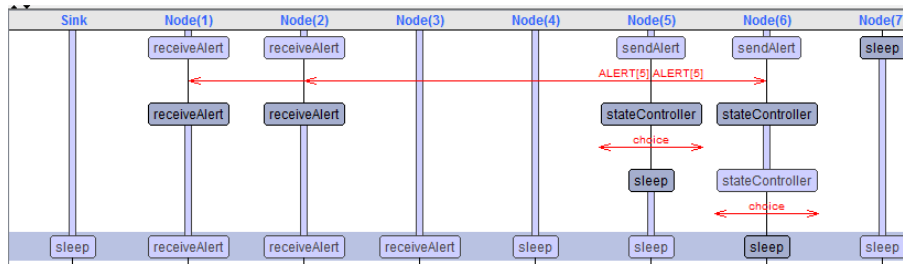 Sink Node(1) Node(2) Node(3) Node(4) Node(5) Node(6) Node(7
receiveAlert receiveAlert sendAlert sendAlert sleep
ALERT[5] ALERT[5]
receiveAlert receiveAlert stateController stateController
choice
sleep stateController
choice
sleep receiveAlert receiveAlert receiveAlert sleep sleep sleep sleep